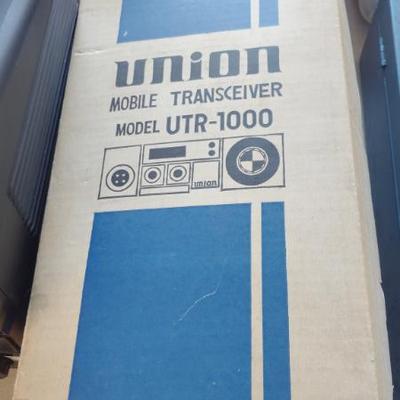 union
MOBILE TRANSCEIVER
MODEL UTR-1000
union